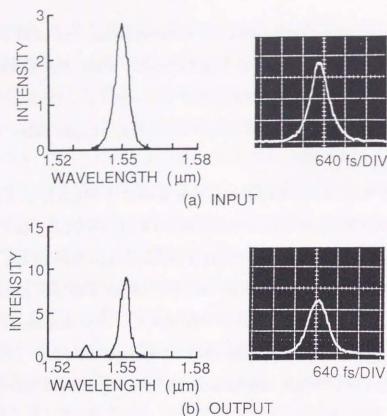 3
2
1
0
INTENSITY
1.52
1.55
1.58
WAVELENGTH (μm)
640 fs/DIV
(a) INPUT
15
10
5
0
INTENSITY
1.52
1.55
1.58
WAVELENGTH (μm)
640 fs/DIV
(b) OUTPUT